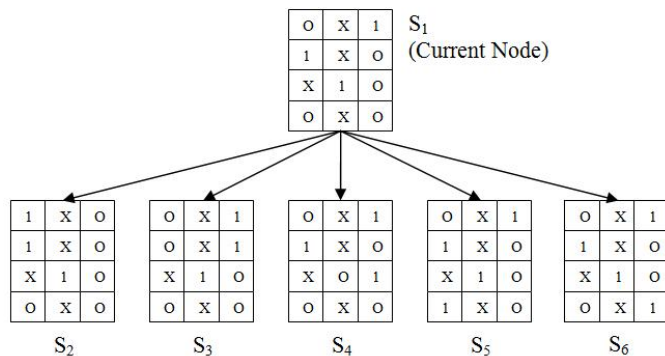 O X 1
1 X O
X 1 O
O X O
S1
(Current Node)
1 X O
1 X O
X 1 O
O X O
O X 1
O X 1
X 1 O
O X O
O X 1
1 X O
X O 1
O X O
O X 1
1 X O
X 1 O
1 X O
O X 1
1 X O
X 1 O
O X 1
S2
S3
S4
S5
S6